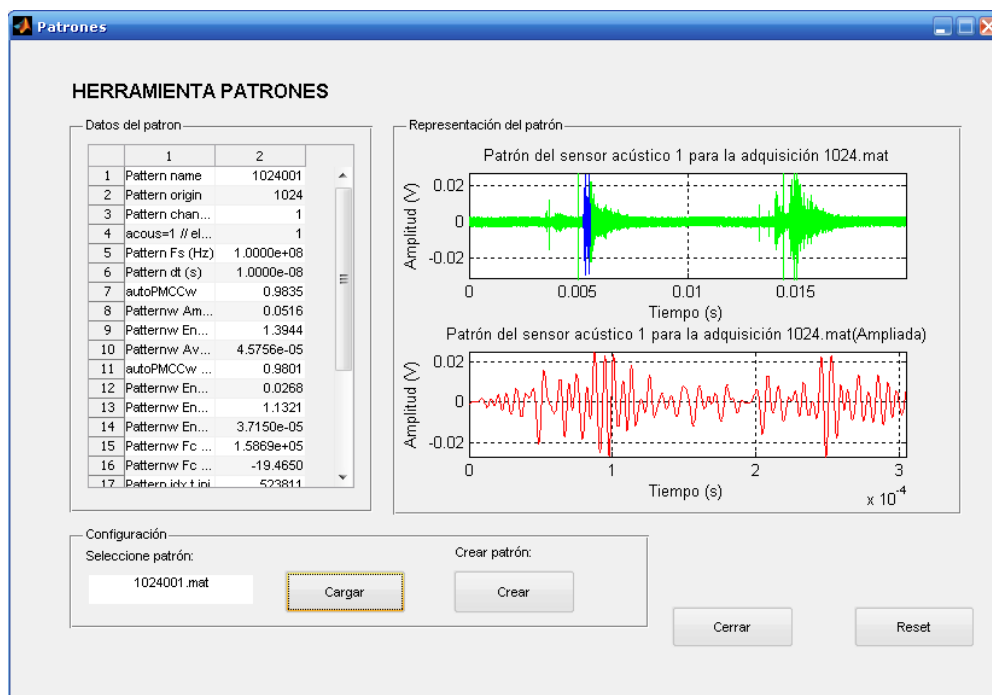 Patrones
HERRAMIENTA PATRONES
Datos del patron
1 2
1 Pattern name 1024001
2 Pattern origin 1024
3 Pattern chan... 1
4 acous=1 // el... 1
5 Pattern Fs (Hz) 1.0000e+08
6 Pattern dt (s) 1.0000e-08
7 autoPMCCw 0.9835
8 Patternw Am... 0.0516
9 Patternw En... 1.3944
10 Patternw Av... 4.5756e-05
11 autoPMCCw ... 0.9801
12 Patternw En... 0.0268
13 Patternw En... 1.1321
14 Patternw En... 3.7150e-05
15 Patternw Fc ... 1.5869e+05
16 Patternw Fc ... -19.4650
17 Pattern idx t ini 523811
Representación del patrón
Patrón del sensor acústico 1 para la adquisición 1024.mat
Amplitud (V)
0.02
0
-0.02
0 0.005 0.01 0.015
Tiempo (s)
Patrón del sensor acústico 1 para la adquisición 1024.mat(Ampliada)
Amplitud (V)
0.02
0
-0.02
0 1 2 3
Tiempo (s)
x 10-4
Configuración
Seleccione patrón:
1024001.mat
Cargar
Crear patrón:
Crear
Cerrar
Reset